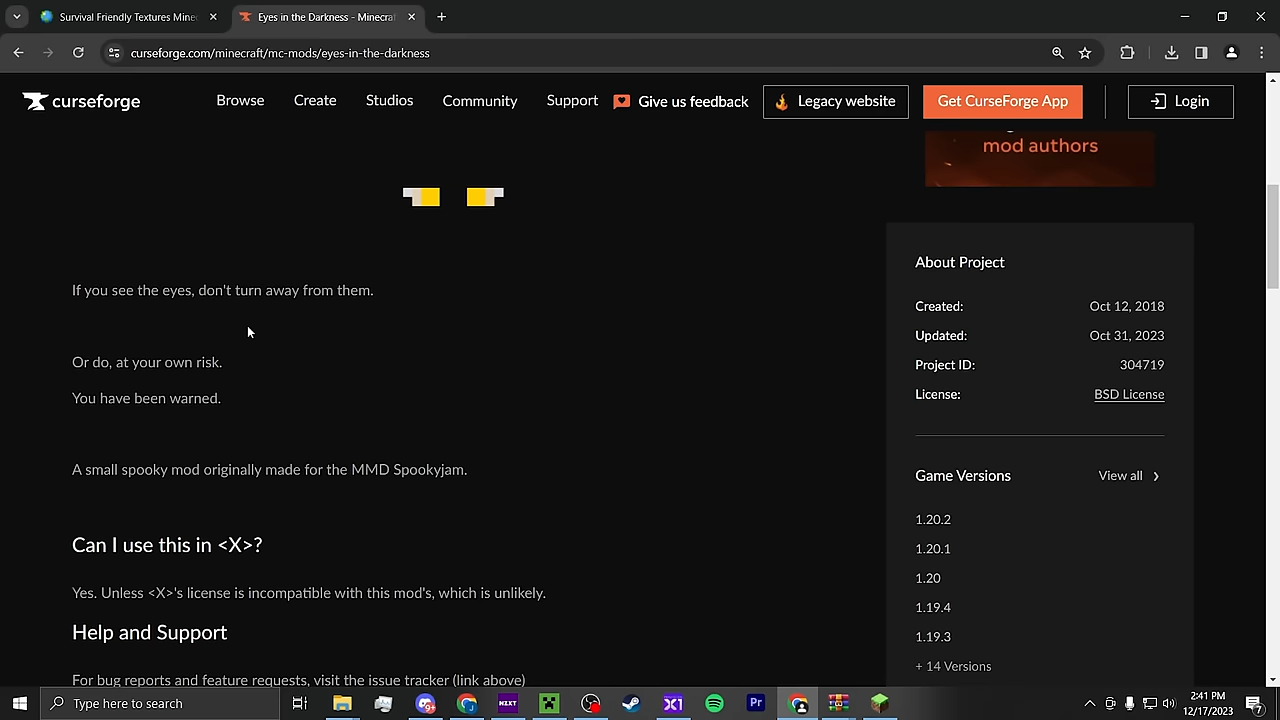 Survival Friendly Textures Mine
Eyes in the Darkness - Minecraf
curseforge.com/minecraft/mc-mods/eyes-in-the-darkness
curseforge
Browse
Create
Studios
Community
Support
Give us feedback
Legacy website
Get CurseForge App
Login
mod authors
If you see the eyes, don't turn away from them.
Or do, at your own risk.
You have been warned.
A small spooky mod originally made for the MMD Spookyjam.
Can I use this in <X>?
Yes. Unless <X>'s license is incompatible with this mod's, which is unlikely.
Help and Support
For bug reports and feature requests, visit the issue tracker (link above)
About Project
Created: Oct 12, 2018
Updated: Oct 31, 2023
Project ID: 304719
License: BSD License
Game Versions View all
1.20.2
1.20.1
1.20
1.19.4
1.19.3
+ 14 Versions
Type here to search
NZXT
X1
Pr
2:41 PM
12/17/2023
7